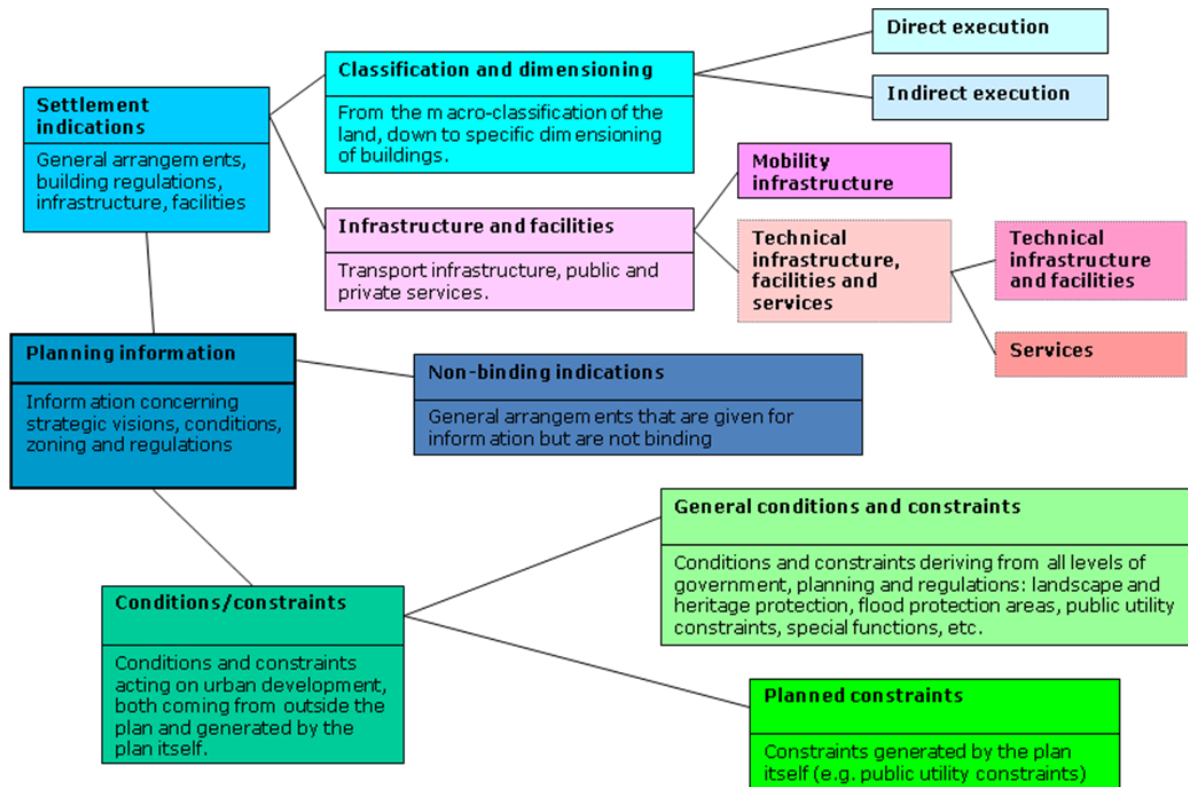 Direct execution
Indirect execution
Classification and dimensioning
From the macro-classification of the
land, down to specific dimensioning
of buildings.
Settlement
indications
General arrangements,
building regulations,
infrastructure, facilities
Mobility
infrastructure
Infrastructure and facilities
Transport infrastructure, public and
private services.
Technical
infrastructure,
facilities and
services
Technical
infrastructure
and facilities
Services
Planning information
Information concerning
strategic visions, conditions,
zoning and regulations
Non-binding indications
General arrangements that are given for
information but are not binding
General conditions and constraints
Conditions and constraints deriving from all levels of
government, planning and regulations: landscape and
heritage protection, flood protection areas, public utility
constraints, special functions, etc.
Conditions/constraints
Conditions and constraints
acting on urban development,
both coming from outside the
plan and generated by the
plan itself.
Planned constraints
Constraints generated by the plan
itself (e.g. public utility constraints)